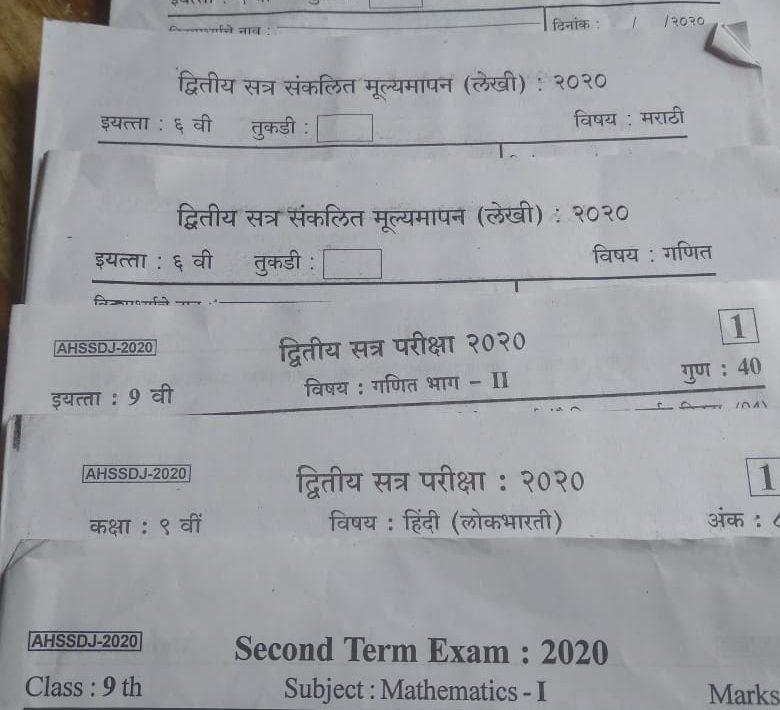 दिनांक : / /२०२०
द्वितीय सत्र संकलित मूल्यमापन (लेखी) : २०२०
इयत्ता : ६ वी तुकडी : विषय : मराठी
द्वितीय सत्र संकलित मूल्यमापन (लेखी) : २०२०
इयत्ता : ६ वी तुकडी : विषय : गणित
1
AHSSDJ-2020 द्वितीय सत्र परीक्षा २०२०
इयत्ता : 9 वी विषय : गणित भाग - II गुण : 40
AHSSDJ-2020 द्वितीय सत्र परीक्षा : २०२० 1
कक्षा : ९ वीं विषय : हिंदी (लोकभारती) अंक :
AHSSDJ-2020 Second Term Exam : 2020
Class : 9 th Subject : Mathematics - I Marks